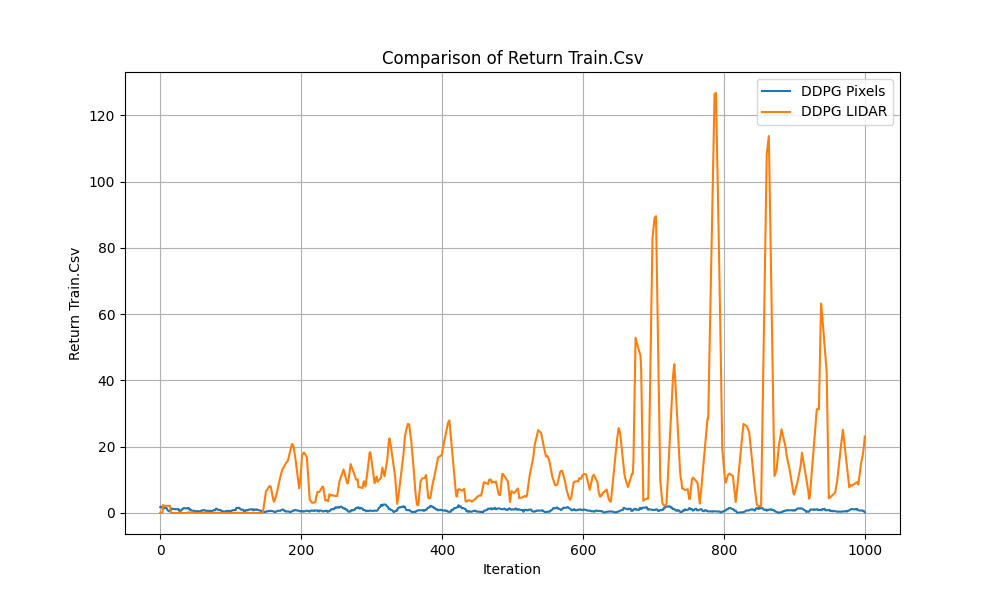 Comparison of Return Train.Csv
DDPG Pixels
DDPG LIDAR
Return Train.Csv
120
100
80
60
40
20
0
0 200 400 600 800 1000
Iteration